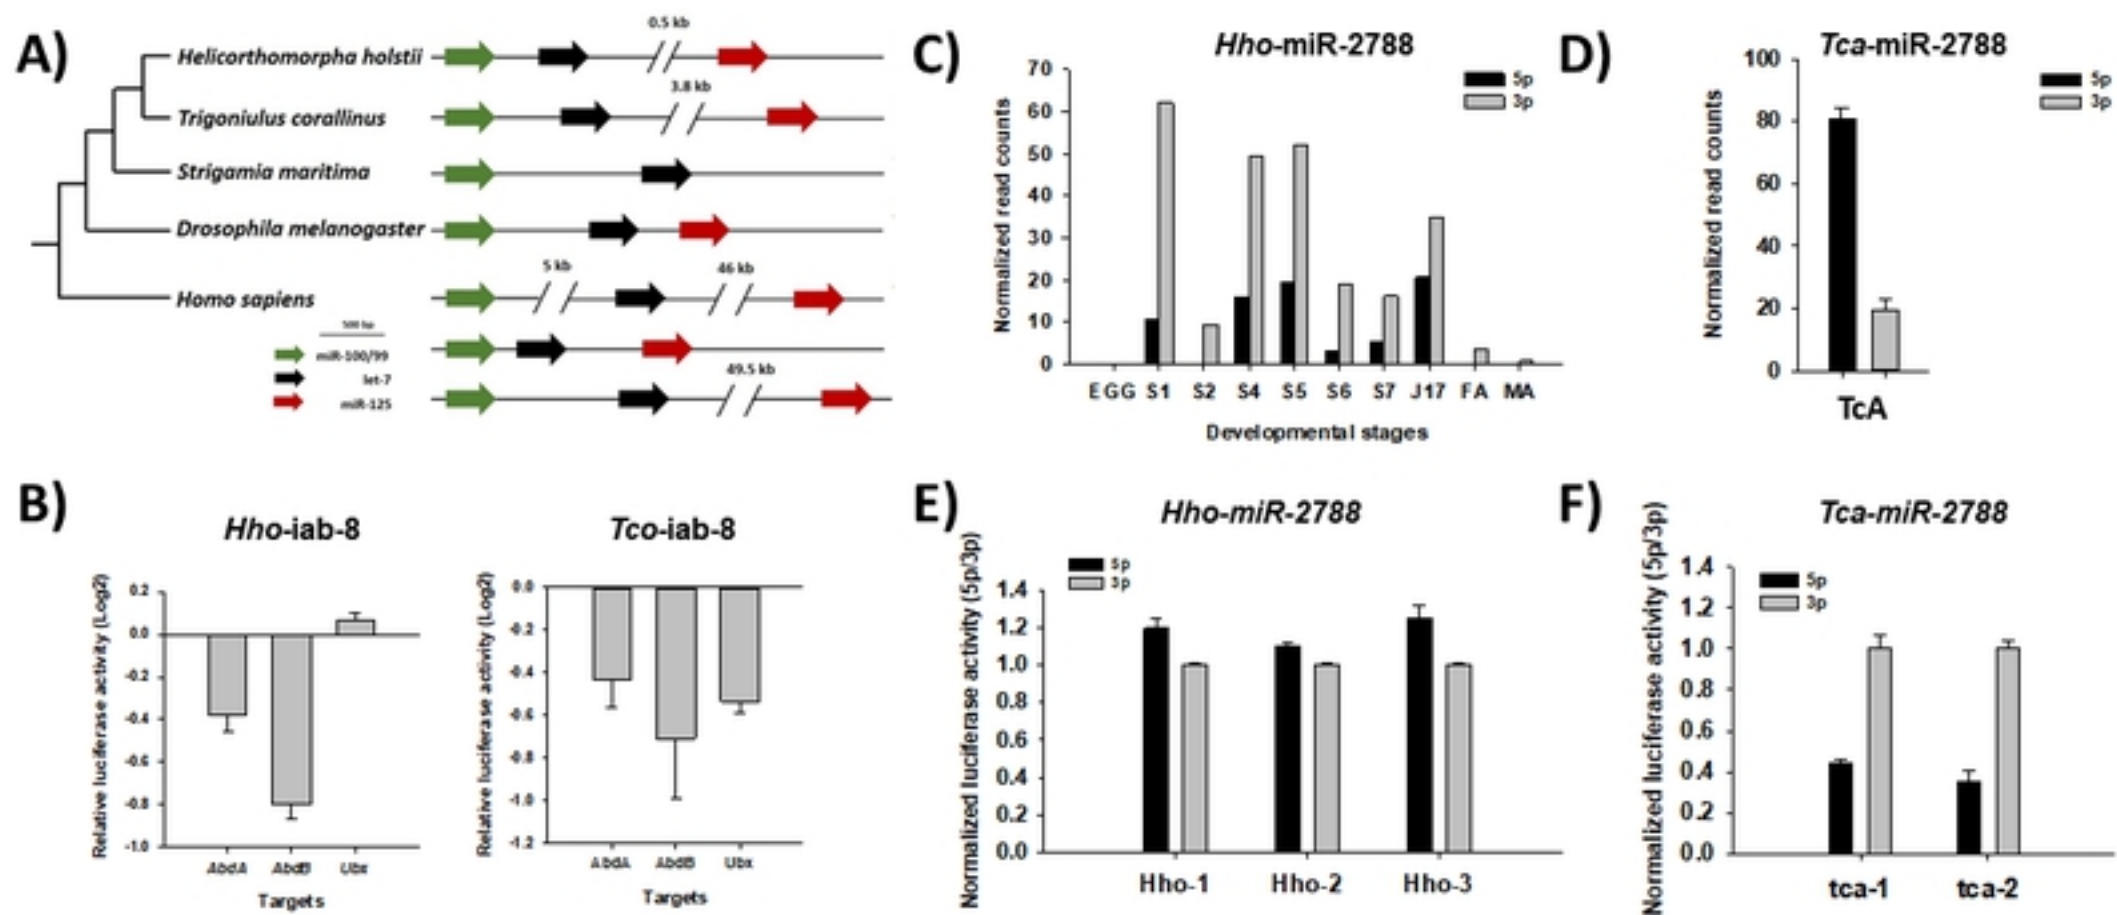 A)
0.5 kb
Helicorthomorpha holstii
3.8 kb
Trigoniulus corallinus
Strigamia maritima
Drosophila melanogaster
5 kb
46 kb
Homo sapiens
500 bp
miR-100/99
let-7
miR-125
49.5 kb
B)
Hho-iab-8
Relative luciferase activity (Log2)
0.2
0.0
-0.2
-0.4
-0.6
-0.8
-1.0
AbdA AbdB Ubx
Targets
Tco-iab-8
Relative luciferase activity (Log2)
0.0
-0.2
-0.4
-0.6
-0.8
-1.0
-1.2
AbdA AbdB Ubx
Targets
C)
Hho-miR-2788
5p
3p
Normalized read counts
70
60
50
40
30
20
10
0
EGG S1 S2 S4 S5 S6 S7 J17 FA MA
Developmental stages
D)
Tca-miR-2788
5p
3p
Normalized read counts
100
80
60
40
20
0
TcA
E)
Hho-miR-2788
5p
3p
Normalized luciferase activity (5p/3p)
1.4
1.2
1.0
0.8
0.6
0.4
0.2
0.0
Hho-1 Hho-2 Hho-3
F)
Tca-miR-2788
5p
3p
Normalized luciferase activity (5p/3p)
1.4
1.2
1.0
0.8
0.6
0.4
0.2
0.0
tca-1 tca-2